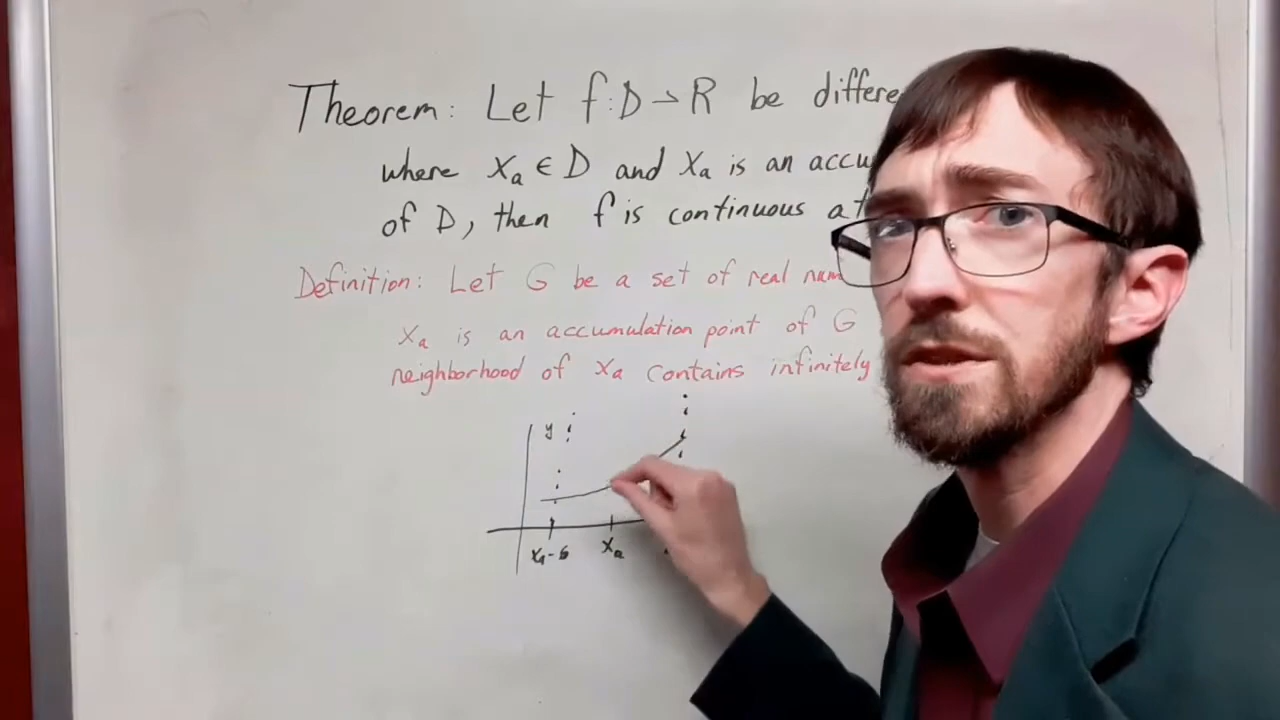 Theorem: Let f:D→R be differe
where Xₐ ∈ D and Xₐ is an accu
of D, then f is continuous at
Definition: Let G be a set of real num
Xₐ is an accumulation point of G
neighborhood of Xₐ contains infinitely
y
Xₐ-δ Xₐ